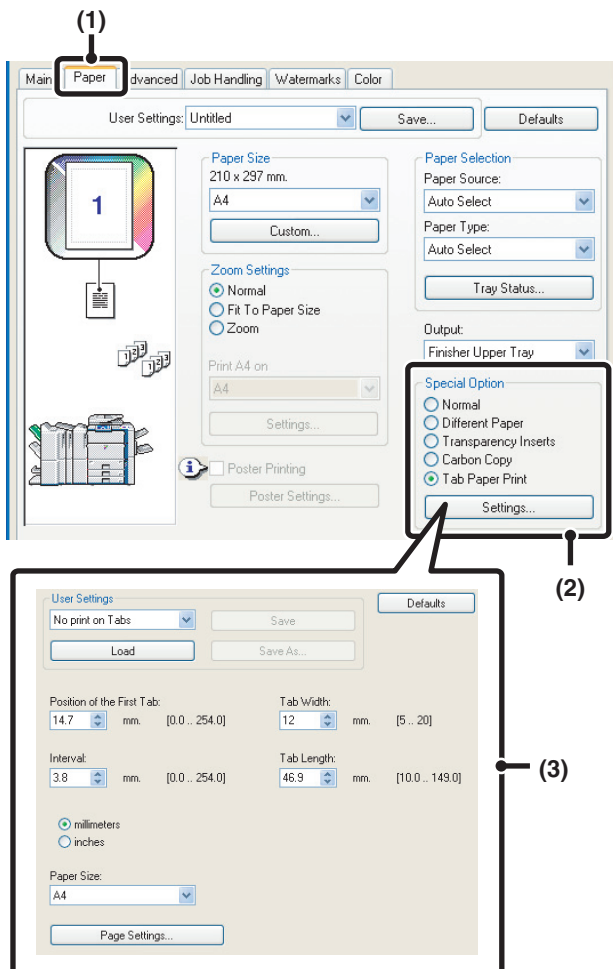 (1)
Main Paper dvanced Job Handling Watermarks Color
User Settings: Untitled Save... Defaults
1
Paper Size
210 x 297 mm.
A4
Custom...
Zoom Settings
Normal
Fit To Paper Size
Zoom
Print A4 on
A4
Settings...
Poster Printing
Poster Settings...
Paper Selection
Paper Source:
Auto Select
Paper Type:
Auto Select
Tray Status...
Output:
Finisher Upper Tray
Special Option
Normal
Different Paper
Transparency Inserts
Carbon Copy
Tab Paper Print
Settings...
1 2 3
1 2 3
(2)
User Settings
No print on Tabs Save
Load Save As...
Defaults
Position of the First Tab: Tab Width:
14.7 mm. [0.0 .. 254.0] 12 mm. [5 .. 20]
Interval: Tab Length:
3.8 mm. [0.0 .. 254.0] 46.9 mm. [10.0 .. 149.0]
(3)
millimeters
inches
Paper Size:
A4
Page Settings...